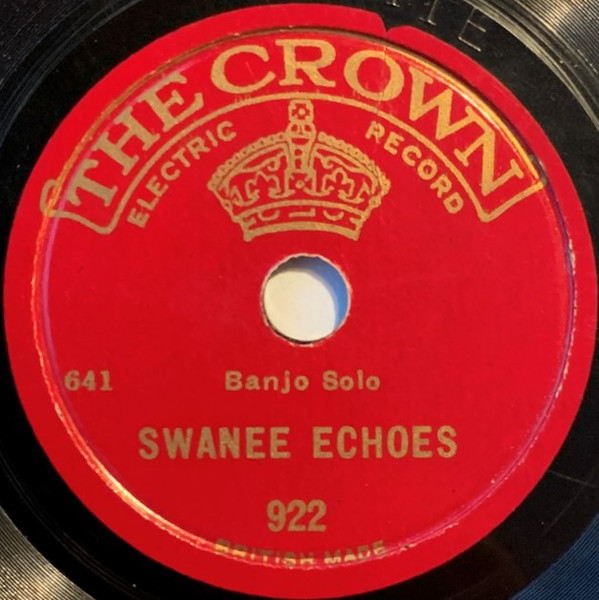 THE CROWN
ELECTRIC RECORD
641
Banjo Solo
SWANEE ECHOES
922
BRITISH MADE